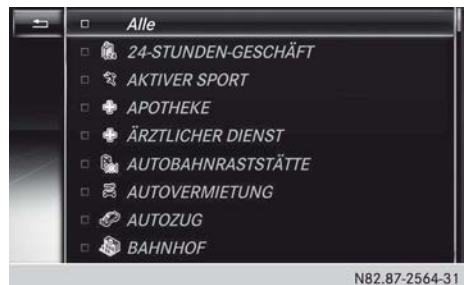 Alle
24-STUNDEN-GESCHÄFT
AKTIVER SPORT
APOTHEKE
ÄRZTLICHER DIENST
AUTOBAHNRASTSTÄTTE
AUTOVERMIETUNG
AUTOZUG
BAHNHOF
N82.87-2564-31